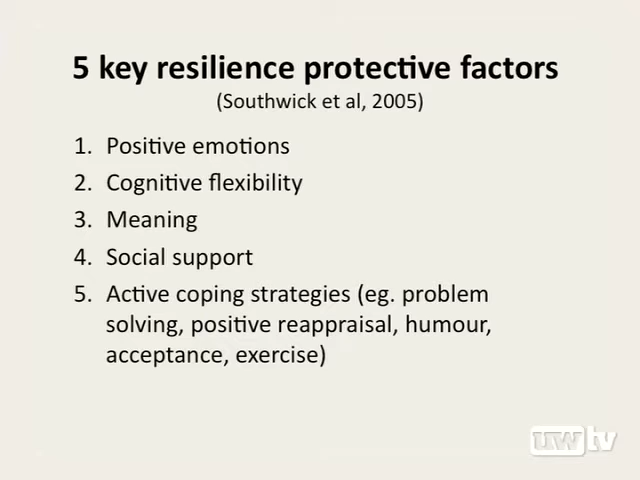 5 key resilience protective factors
(Southwick et al, 2005)
1. Positive emotions
2. Cognitive flexibility
3. Meaning
4. Social support
5. Active coping strategies (eg. problem
solving, positive reappraisal, humour,
acceptance, exercise)
uwtv